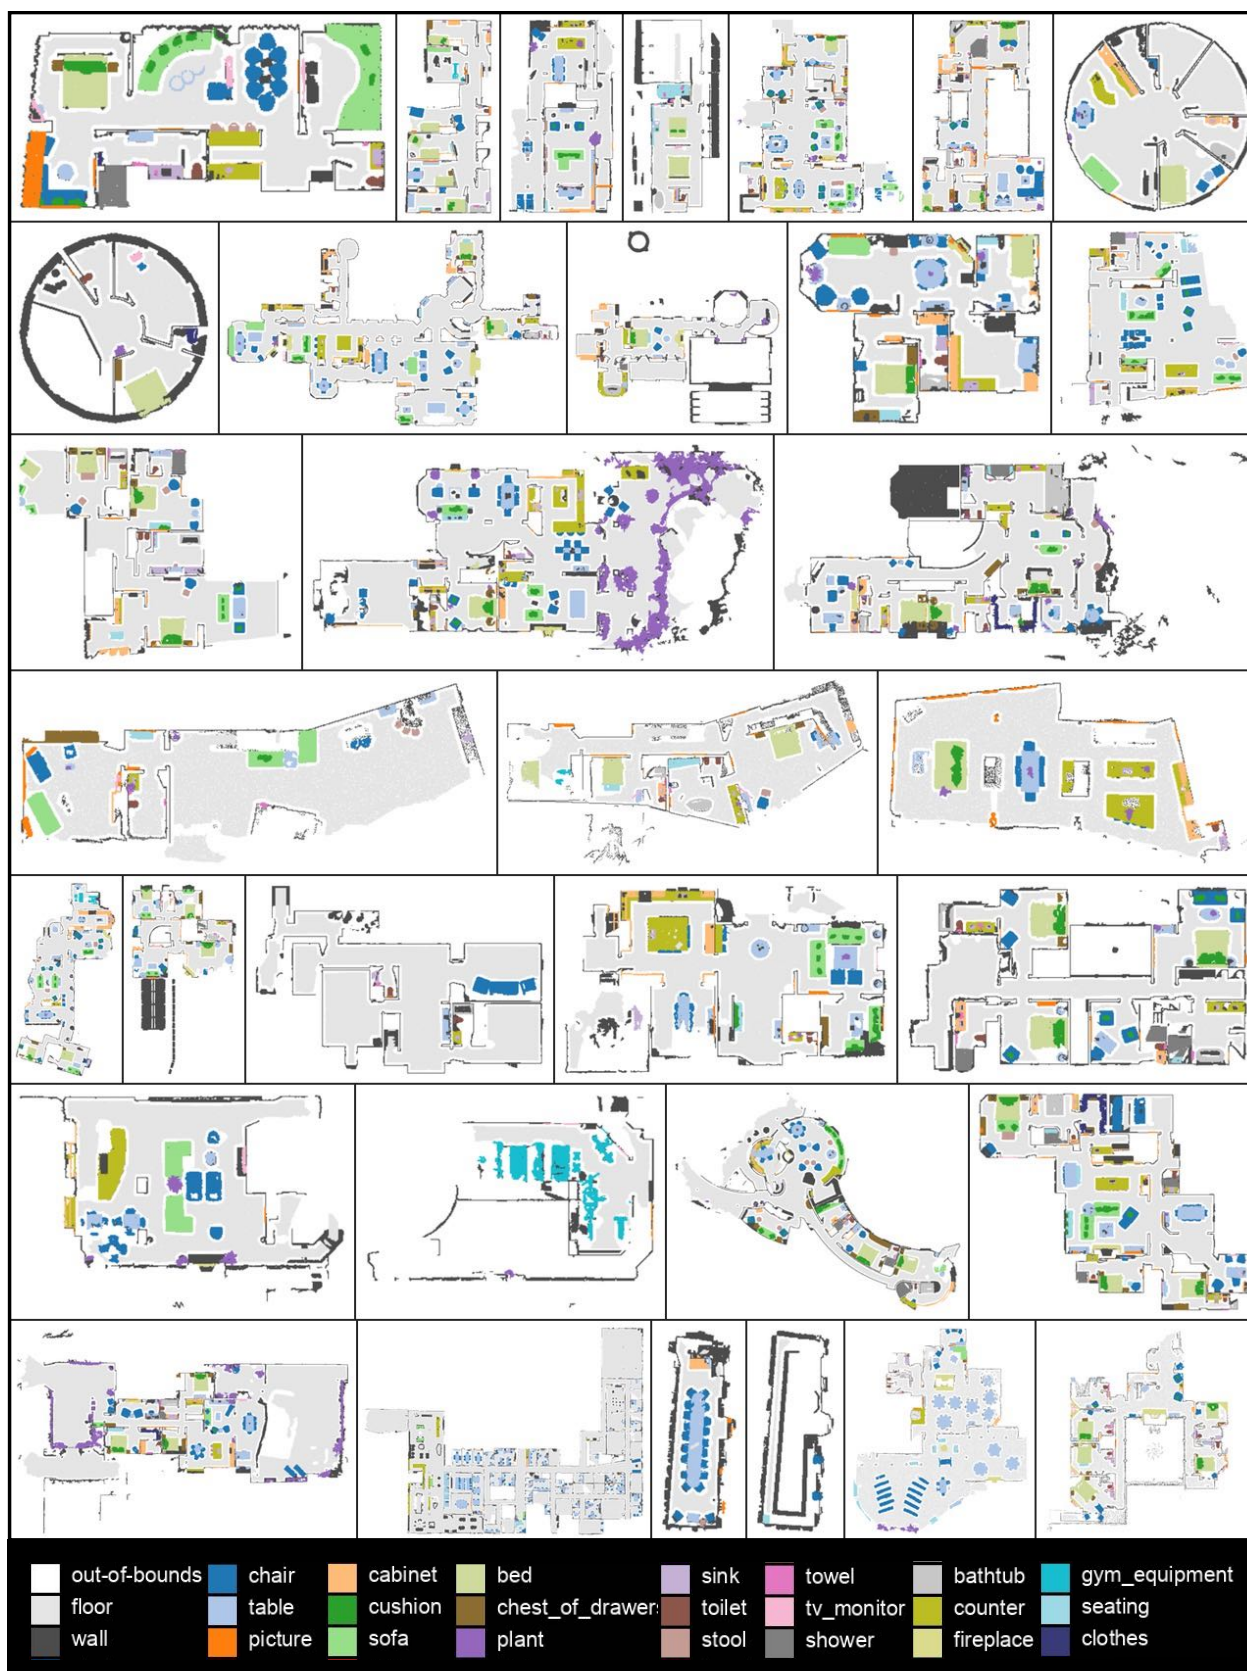 out-of-bounds chair cabinet bed sink towel bathtub gym_equipment
floor table cushion chest_of_drawers toilet tv_monitor counter seating
wall picture sofa plant stool shower fireplace clothes